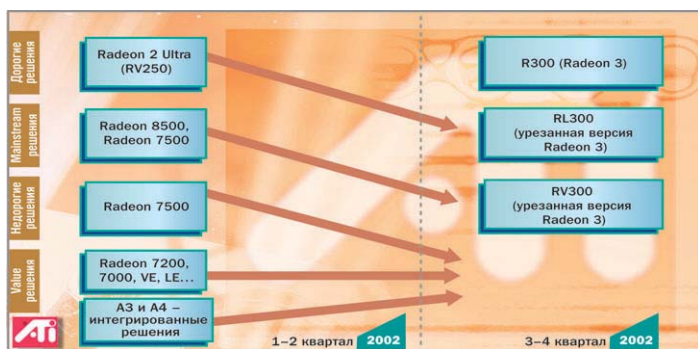 Дорогие
решения
Radeon 2 Ultra
(RV250)
R300 (Radeon 3)
Mainstream
решения
Radeon 8500,
Radeon 7500
RL300
(урезанная версия
Radeon 3)
Недорогие
решения
Radeon 7500
RV300
(урезанная версия
Radeon 3)
Value
решения
Radeon 7200,
7000, VE, LE...
A3 и A4 –
интегрированные
решения
ATi
1–2 квартал 2002
3–4 квартал 2002